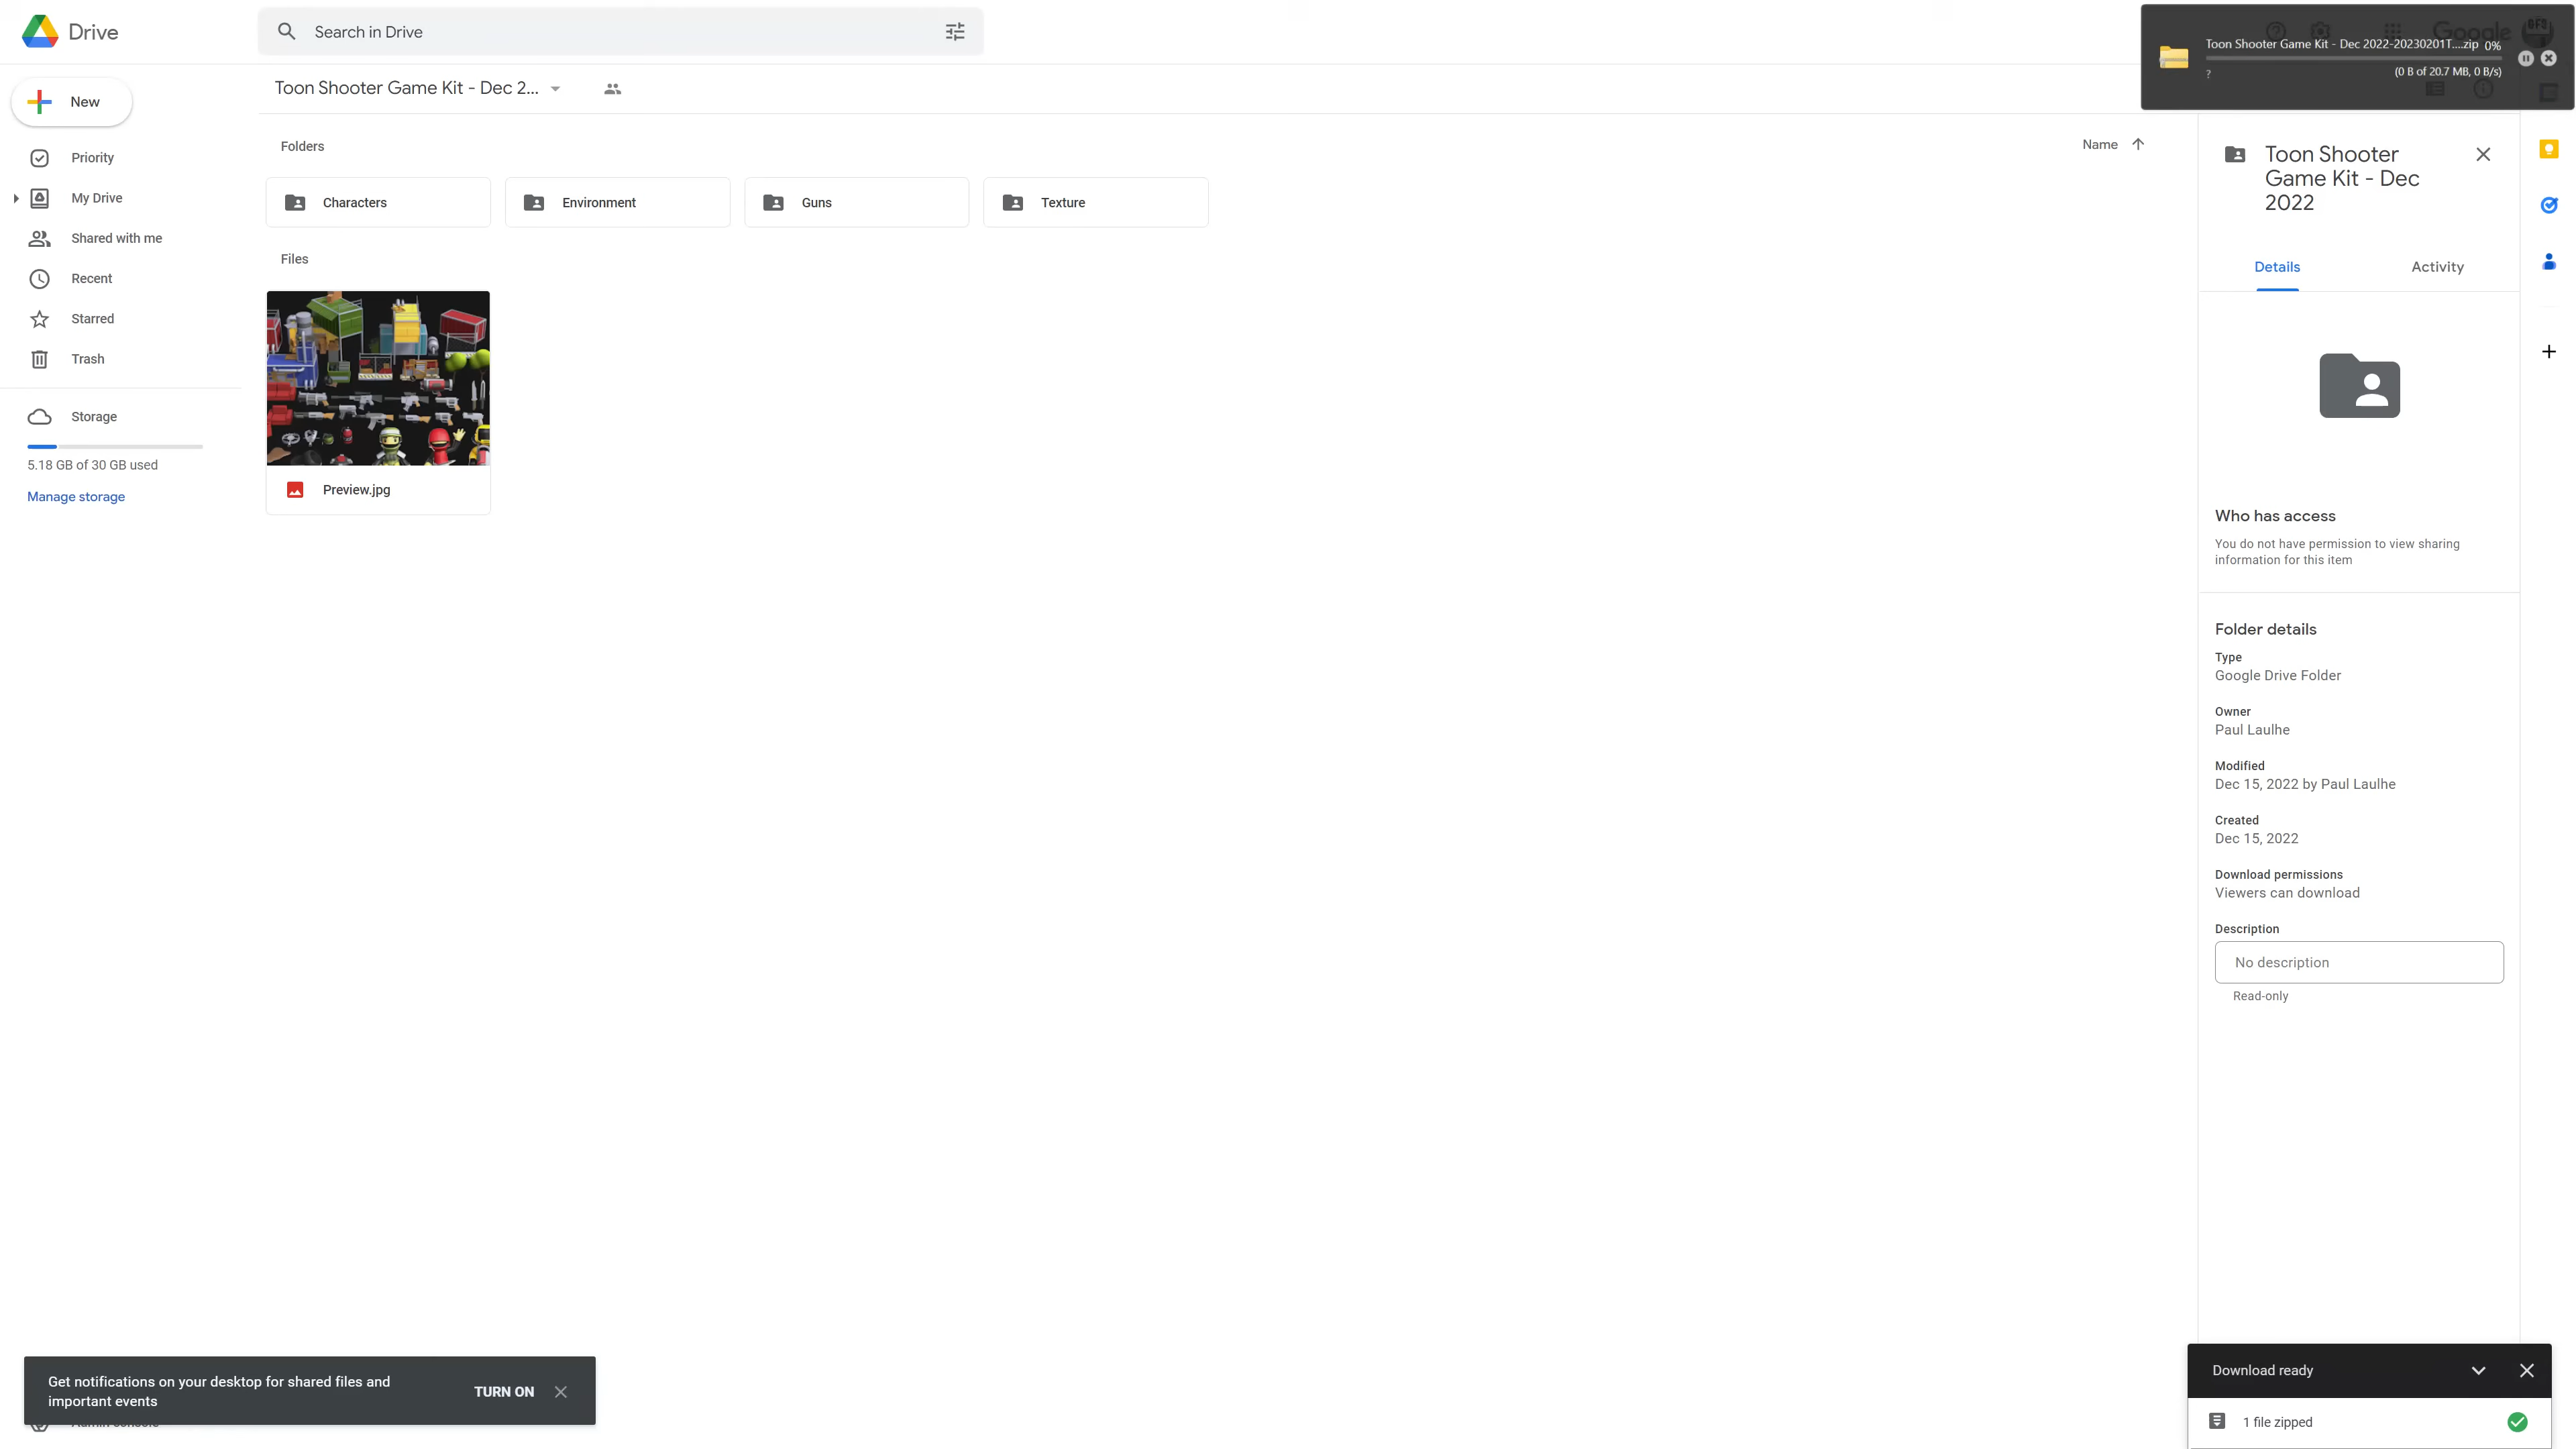 Drive
Search in Drive
Toon Shooter Game Kit - Dec 2022-20230201T....zip 0%
(0 B of 20.7 MB, 0 B/s)
?
Google
New
Toon Shooter Game Kit - Dec 2...
Priority
My Drive
Shared with me
Recent
Starred
Trash
Storage
5.18 GB of 30 GB used
Manage storage
Folders
Name
Characters
Environment
Guns
Texture
Files
Preview.jpg
Toon Shooter
Game Kit - Dec
2022
Details
Activity
Who has access
You do not have permission to view sharing
information for this item
Folder details
Type
Google Drive Folder
Owner
Paul Laulhe
Modified
Dec 15, 2022 by Paul Laulhe
Created
Dec 15, 2022
Download permissions
Viewers can download
Description
No description
Read-only
Get notifications on your desktop for shared files and
important events
TURN ON
Admin console
Download ready
1 file zipped